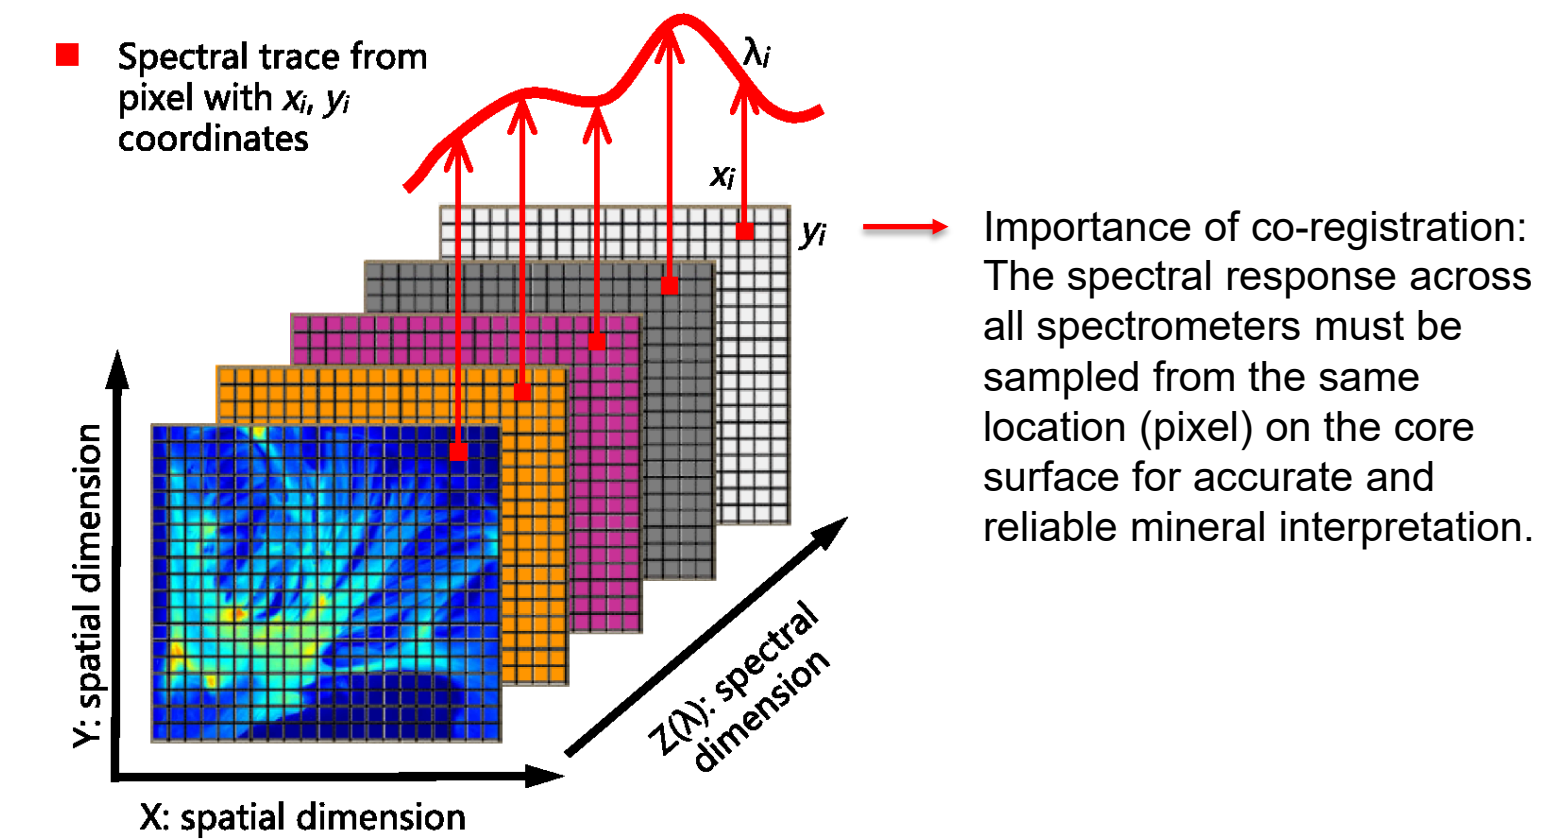 Spectral trace from
pixel with xᵢ, yᵢ
coordinates
λᵢ
xᵢ
yᵢ
Importance of co-registration:
The spectral response across
all spectrometers must be
sampled from the same
location (pixel) on the core
surface for accurate and
reliable mineral interpretation.
Y: spatial dimension
Z(λ): spectral
dimension
X: spatial dimension